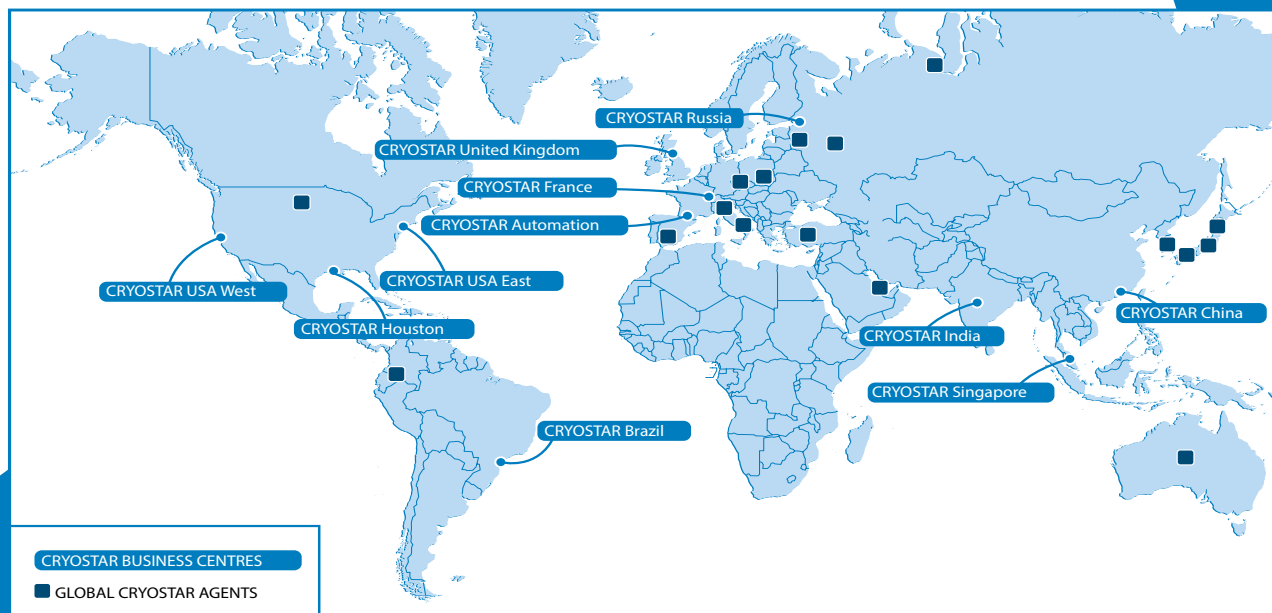 CRYOSTAR Russia
CRYOSTAR United Kingdom
CRYOSTAR France
CRYOSTAR Automation
CRYOSTAR USA East
CRYOSTAR USA West
CRYOSTAR Houston
CRYOSTAR China
CRYOSTAR India
CRYOSTAR Singapore
CRYOSTAR Brazil
CRYOSTAR BUSINESS CENTRES
GLOBAL CRYOSTAR AGENTS